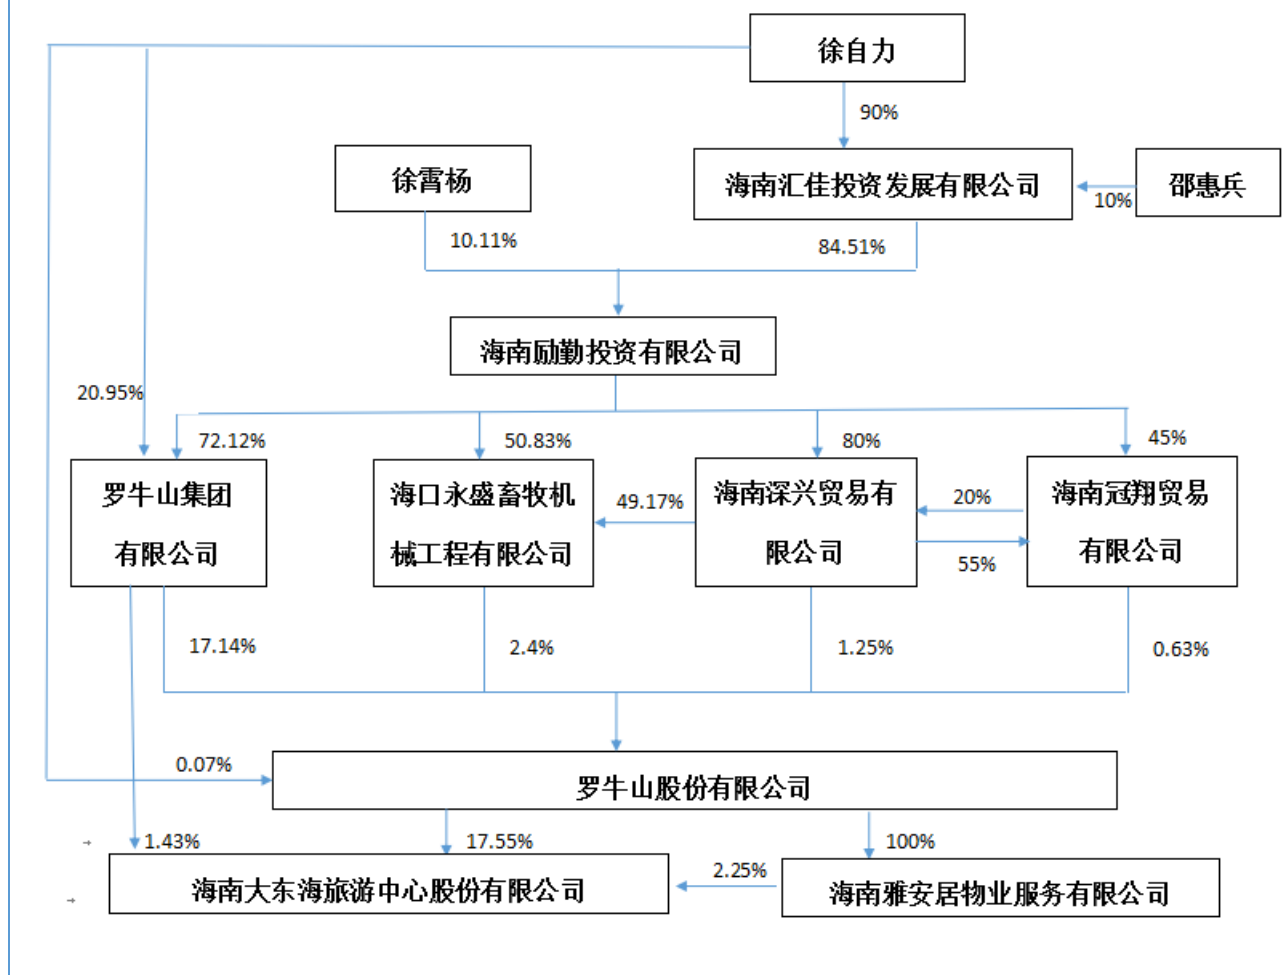 徐自力
90%
徐霄杨
海南汇佳投资发展有限公司
邵惠兵
10%
10.11%
84.51%
海南励勤投资有限公司
20.95%
72.12%
50.83%
80%
45%
罗牛山集团
有限公司
海口永盛畜牧机
械工程有限公司
49.17%
海南深兴贸易有
限公司
20%
55%
海南冠翔贸易
有限公司
17.14%
2.4%
1.25%
0.63%
0.07%
罗牛山股份有限公司
1.43%
17.55%
100%
海南大东海旅游中心股份有限公司
2.25%
海南雅安居物业服务有限公司